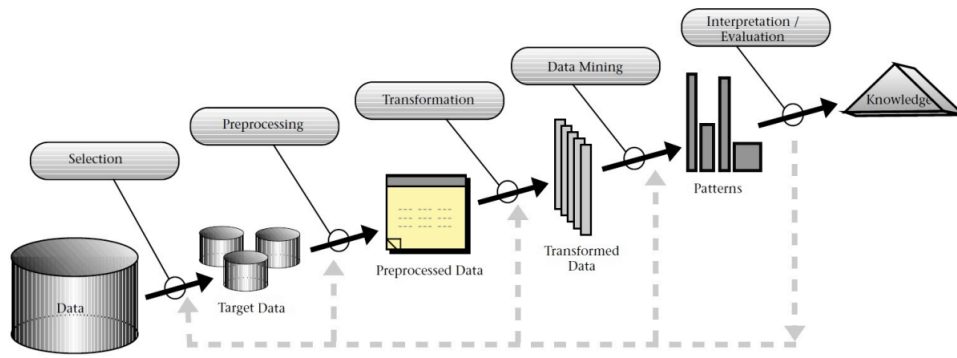 Interpretation /
Evaluation
Data Mining
Transformation
Preprocessing
Selection
Knowledge
Patterns
Transformed
Data
Preprocessed Data
Target Data
Data